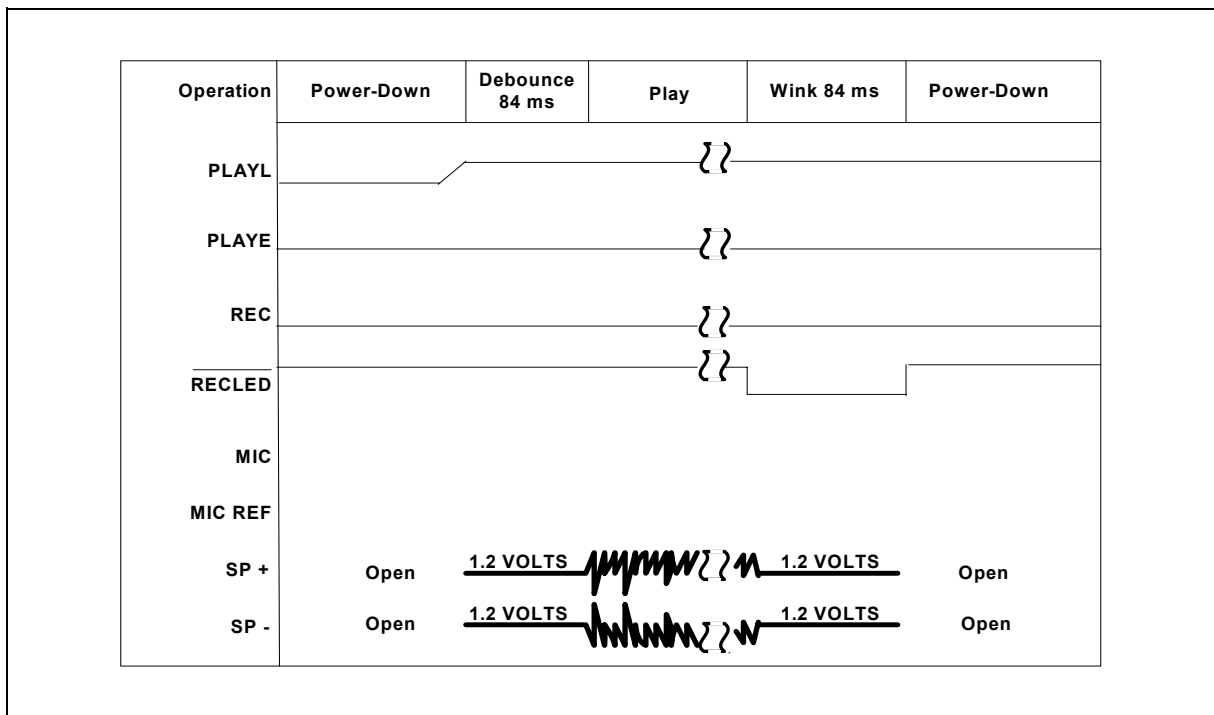 Operation Power-Down Debounce 84 ms Play Wink 84 ms Power-Down
PLAYL
PLAYE
REC
RECLED
MIC
MIC REF
SP + Open 1.2 VOLTS 1.2 VOLTS Open
SP - Open 1.2 VOLTS 1.2 VOLTS Open